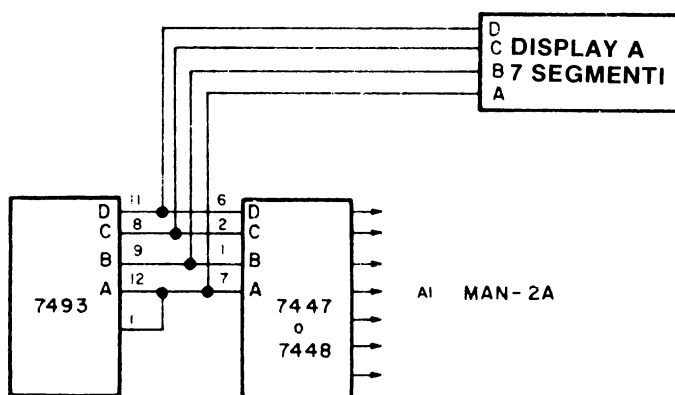 D
C DISPLAY A
B 7 SEGMENTI
A
D 11 6 D
C 8 2 C
B 9 1 B
A 12 7 A
7493
1
7447
o
7448
AI MAN-2A